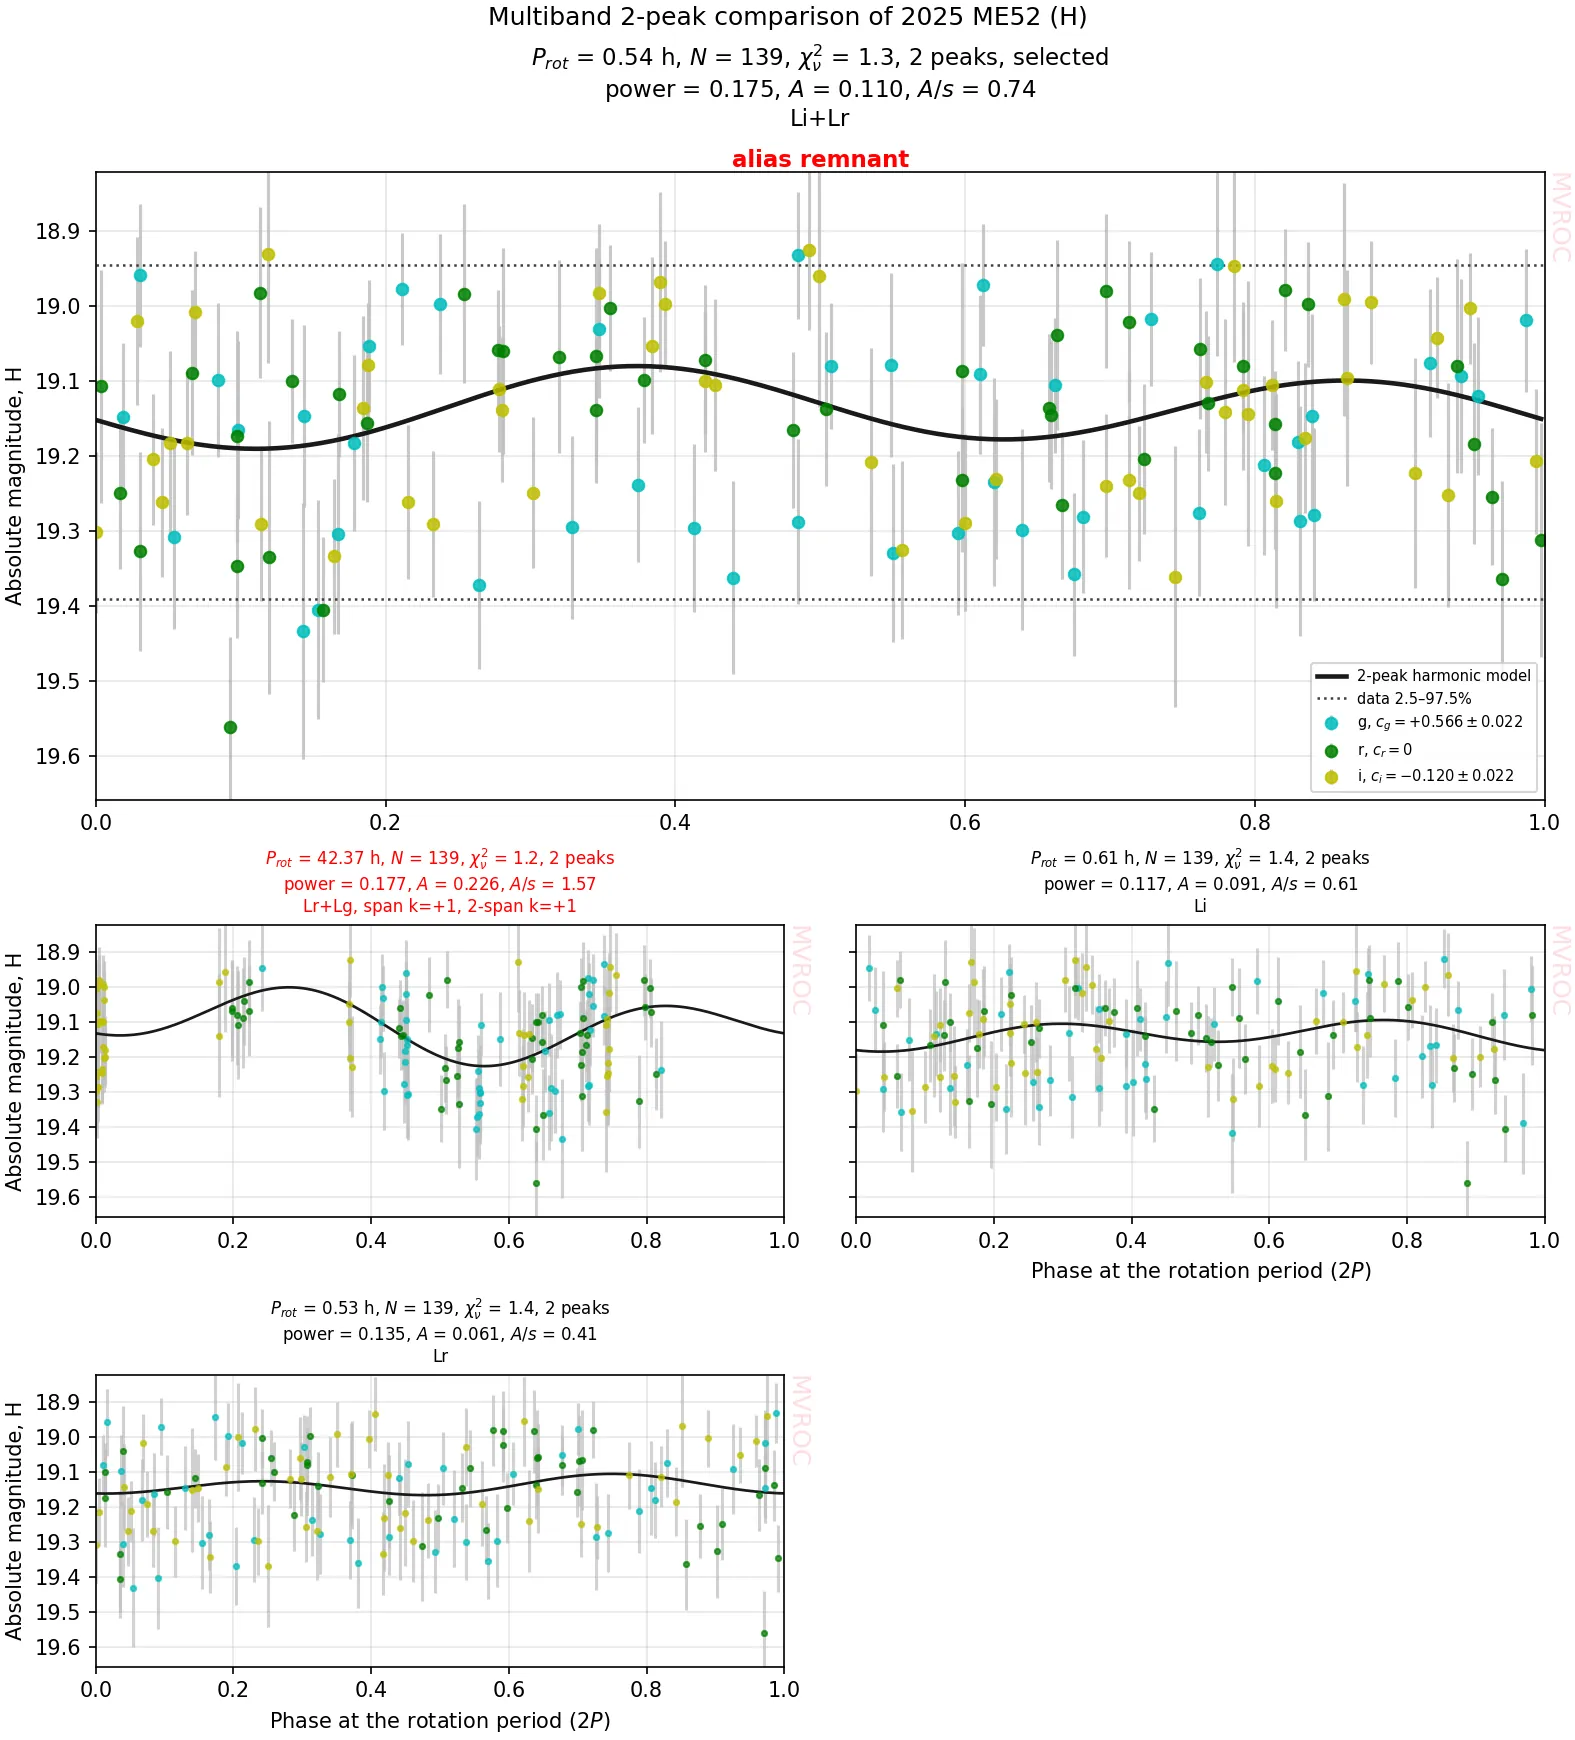 Multiband 2-peak comparison of 2025 ME52 (H)
P_rot = 0.54 h, N = 139, χ²_ν = 1.3, 2 peaks, selected
power = 0.175, A = 0.110, A/s = 0.74
Li+Lr
alias remnant
MVROC
Absolute magnitude, H
18.9
19.0
19.1
19.2
19.3
19.4
19.5
19.6
2-peak harmonic model
data 2.5–97.5%
g, c_g = +0.566 ± 0.022
r, c_r = 0
i, c_i = −0.120 ± 0.022
0.0 0.2 0.4 0.6 0.8 1.0
P_rot = 42.37 h, N = 139, χ²_ν = 1.2, 2 peaks
power = 0.177, A = 0.226, A/s = 1.57
Lr+Lg, span k=+1, 2-span k=+1
MVROC
Absolute magnitude, H
18.9
19.0
19.1
19.2
19.3
19.4
19.5
19.6
0.0 0.2 0.4 0.6 0.8 1.0
P_rot = 0.61 h, N = 139, χ²_ν = 1.4, 2 peaks
power = 0.117, A = 0.091, A/s = 0.61
Li
MVROC
0.0 0.2 0.4 0.6 0.8 1.0
Phase at the rotation period (2P)
P_rot = 0.53 h, N = 139, χ²_ν = 1.4, 2 peaks
power = 0.135, A = 0.061, A/s = 0.41
Lr
MVROC
Absolute magnitude, H
18.9
19.0
19.1
19.2
19.3
19.4
19.5
19.6
0.0 0.2 0.4 0.6 0.8 1.0
Phase at the rotation period (2P)